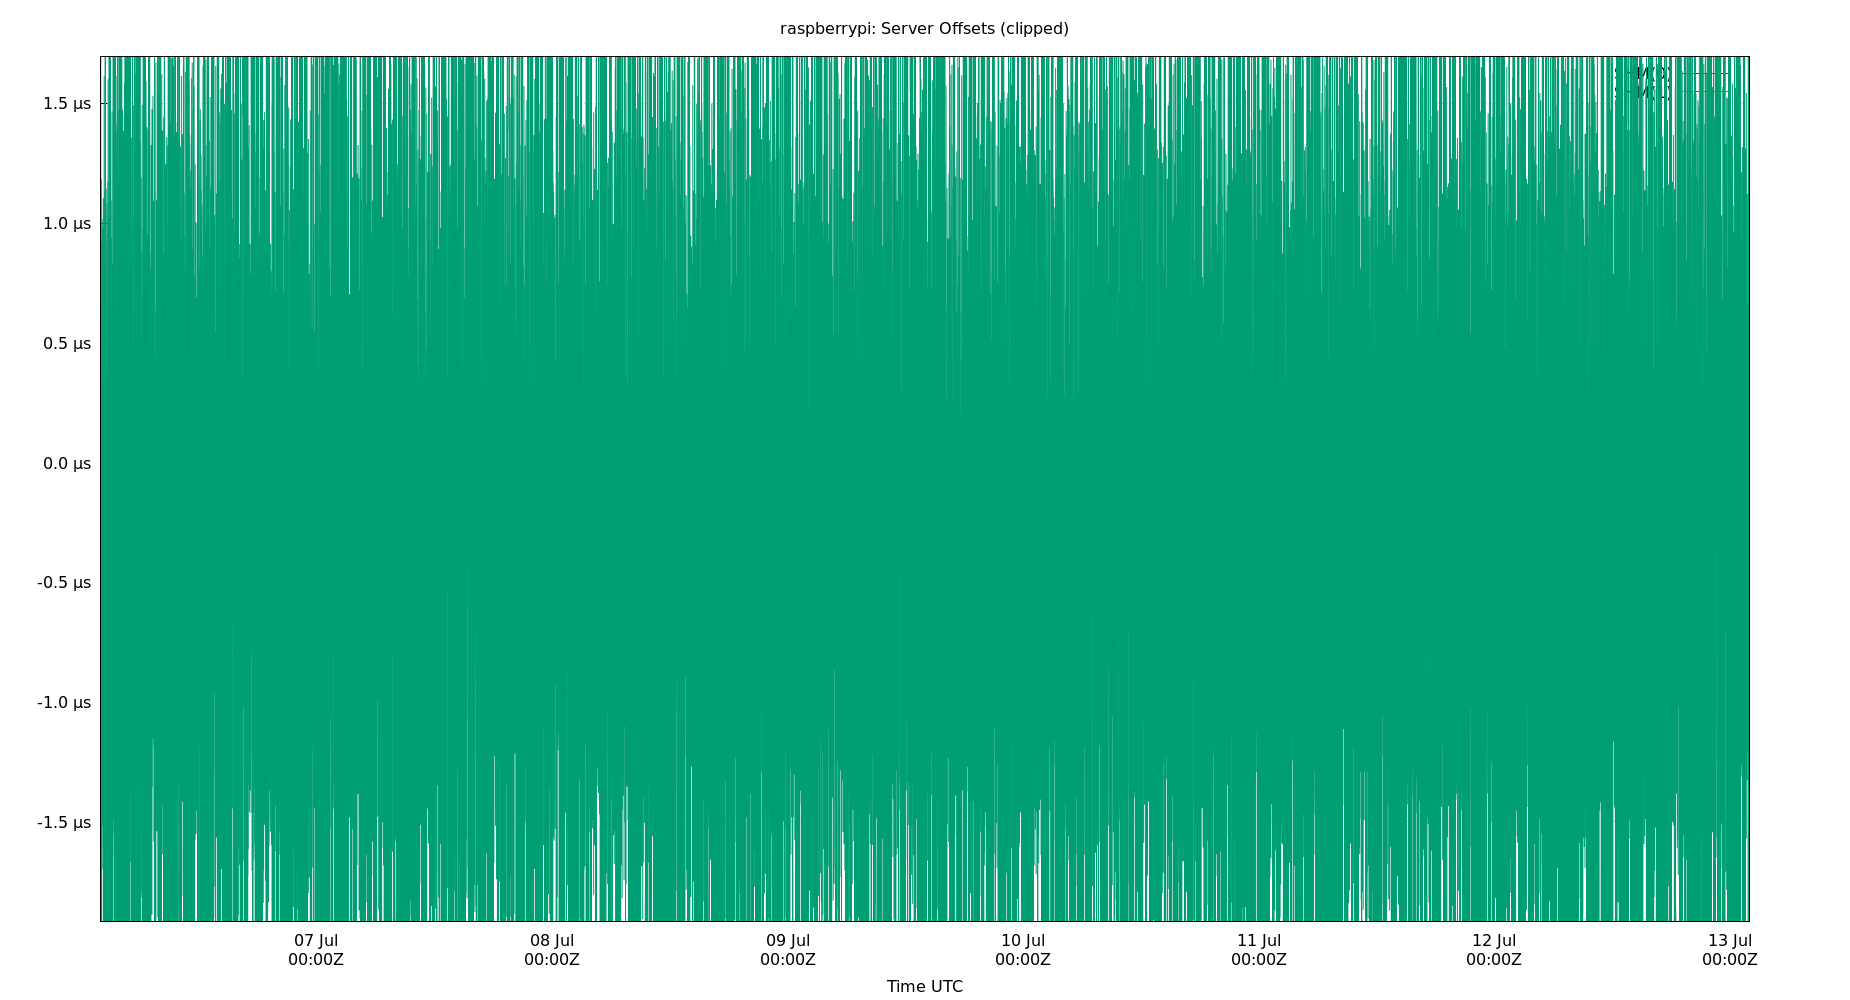 raspberrypi: Server Offsets (clipped)
1.5 µs
1.0 µs
0.5 µs
0.0 µs
-0.5 µs
-1.0 µs
-1.5 µs
07 Jul
00:00Z
08 Jul
00:00Z
09 Jul
00:00Z
10 Jul
00:00Z
11 Jul
00:00Z
12 Jul
00:00Z
13 Jul
00:00Z
Time UTC